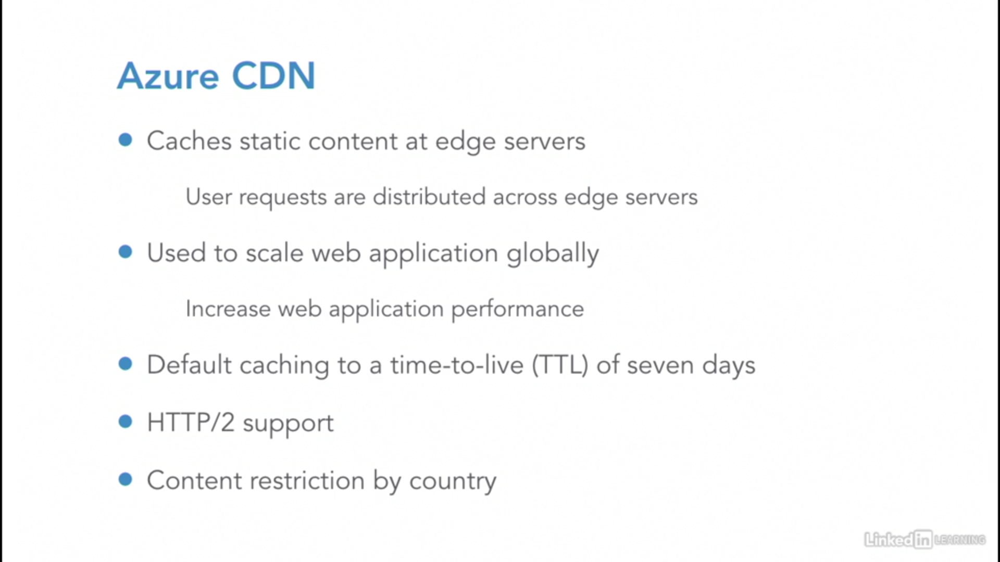 Azure CDN
Caches static content at edge servers
User requests are distributed across edge servers
Used to scale web application globally
Increase web application performance
Default caching to a time-to-live (TTL) of seven days
HTTP/2 support
Content restriction by country
Linked in LEARNING